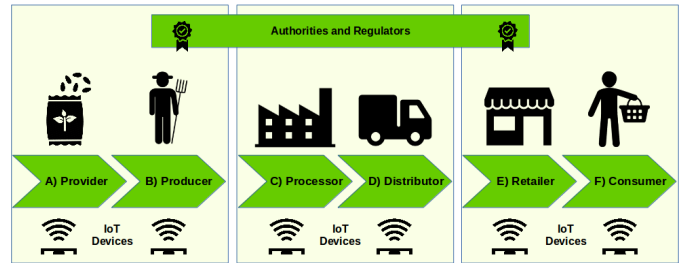 Authorities and Regulators
A) Provider
B) Producer
C) Processor
D) Distributor
E) Retailer
F) Consumer
IoT
Devices
IoT
Devices
IoT
Devices